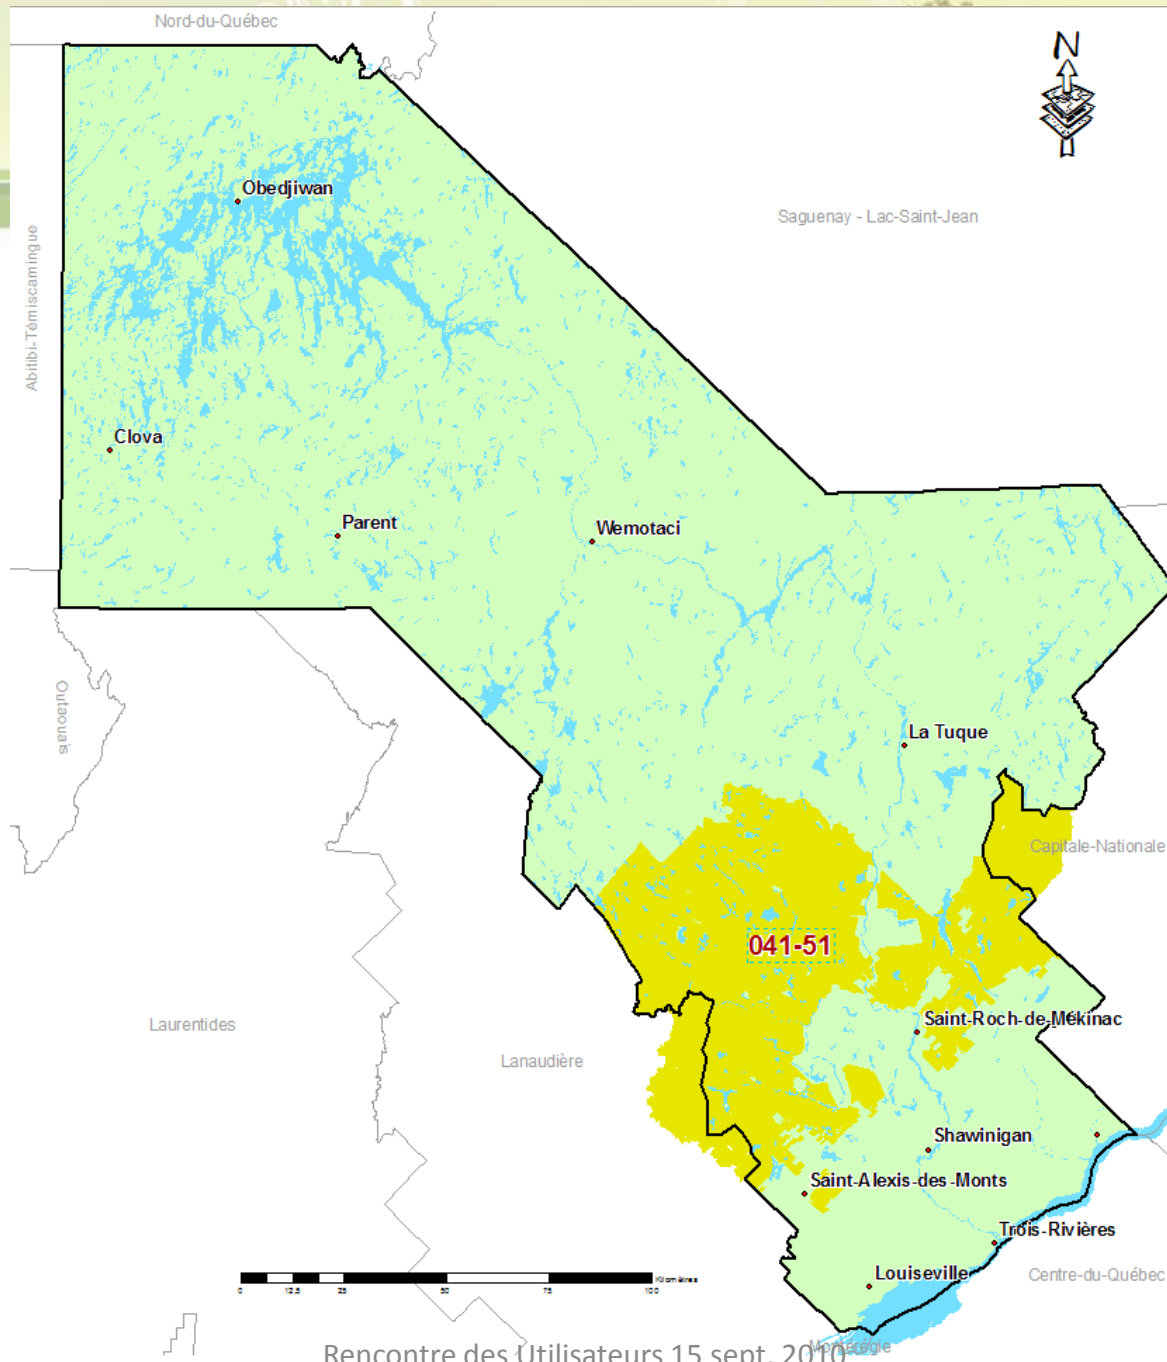 Nord-du-Québec
N
Obedjiwan
Saguenay - Lac-Saint-Jean
Abitibi-Témiscamingue
Clova
Parent
Wemotaci
Outaouais
La Tuque
Capitale-Nationale
041-51
Laurentides
Saint-Roch-de-Mékinac
Lanaudière
Shawinigan
Saint-Alexis-des-Monts
Trois-Rivières
Louiseville
Centre-du-Québec
Kilomètres
0 12,5 25 50 75 100
Montérégie
Rencontre des Utilisateurs 15 sept. 2010